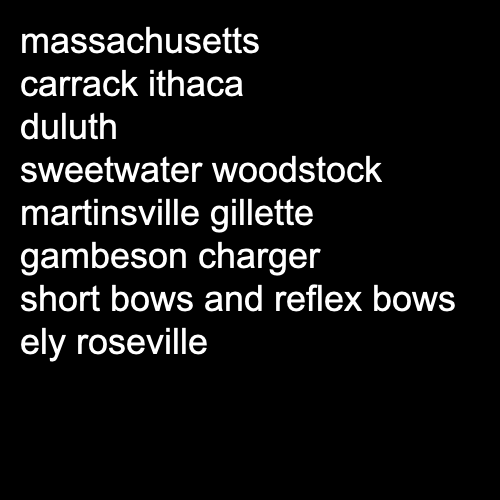 massachusetts
carrack ithaca
duluth
sweetwater woodstock
martinsville gillette
gambeson charger
short bows and reflex bows
ely roseville